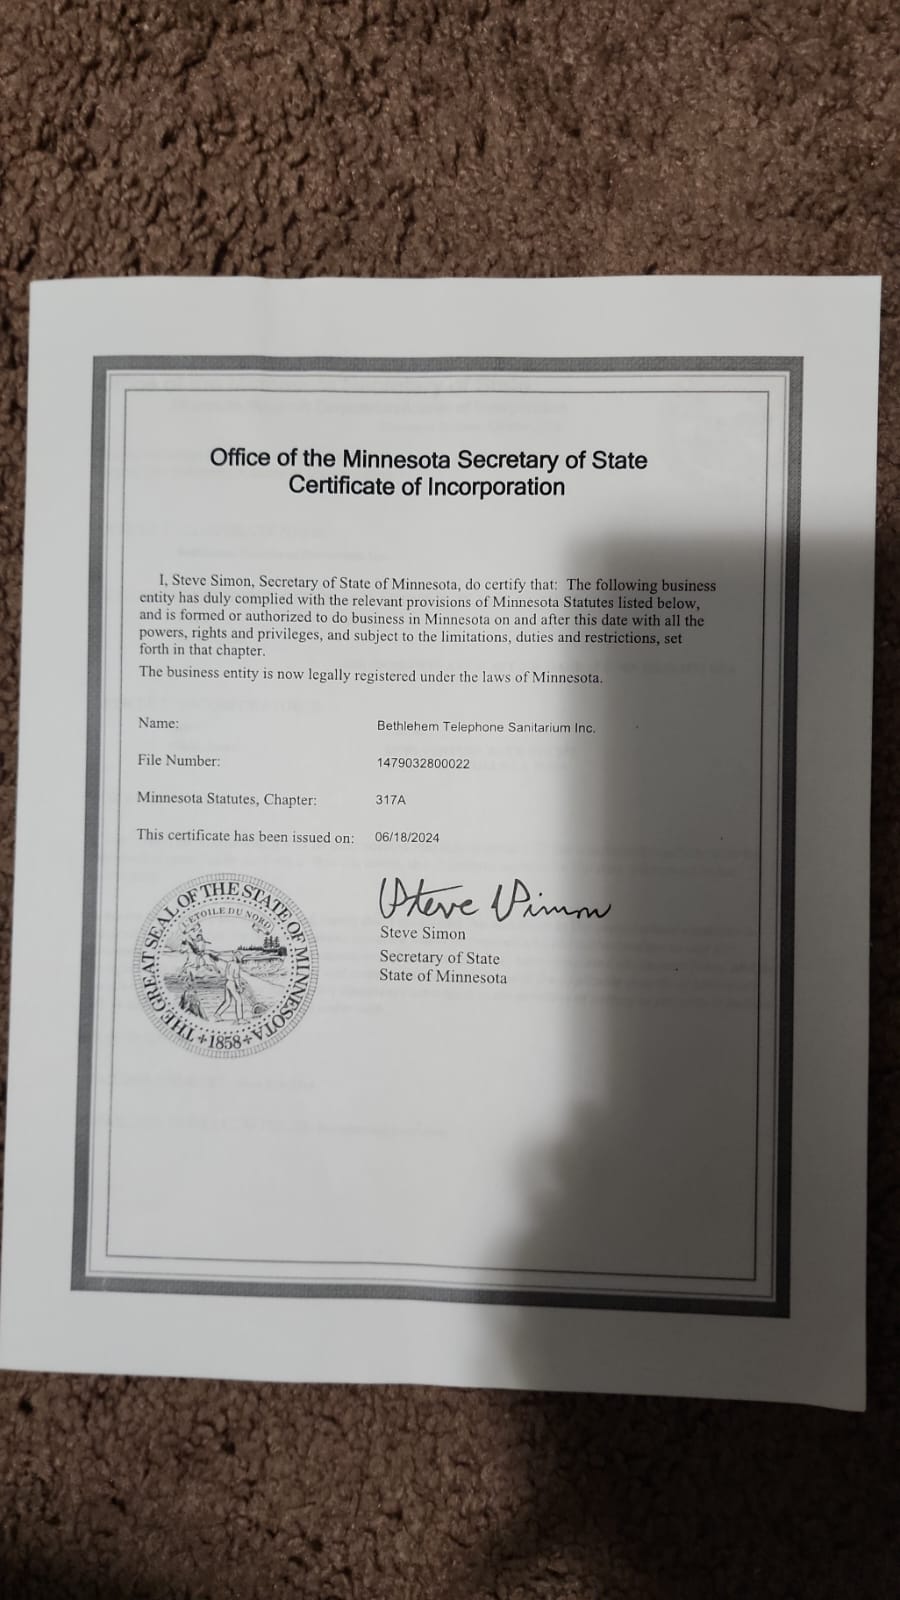 Office of the Minnesota Secretary of State
Certificate of Incorporation
I, Steve Simon, Secretary of State of Minnesota, do certify that: The following business
entity has duly complied with the relevant provisions of Minnesota Statutes listed below,
and is formed or authorized to do business in Minnesota on and after this date with all the
powers, rights and privileges, and subject to the limitations, duties and restrictions, set
forth in that chapter.
The business entity is now legally registered under the laws of Minnesota.
Name: Bethlehem Telephone Sanitarium Inc.
File Number: 1479032800022
Minnesota Statutes, Chapter: 317A
This certificate has been issued on: 06/18/2024
THE GREAT SEAL OF THE STATE OF MINNESOTA
L'ETOILE DU NORD
1858
Steve Simon
Steve Simon
Secretary of State
State of Minnesota